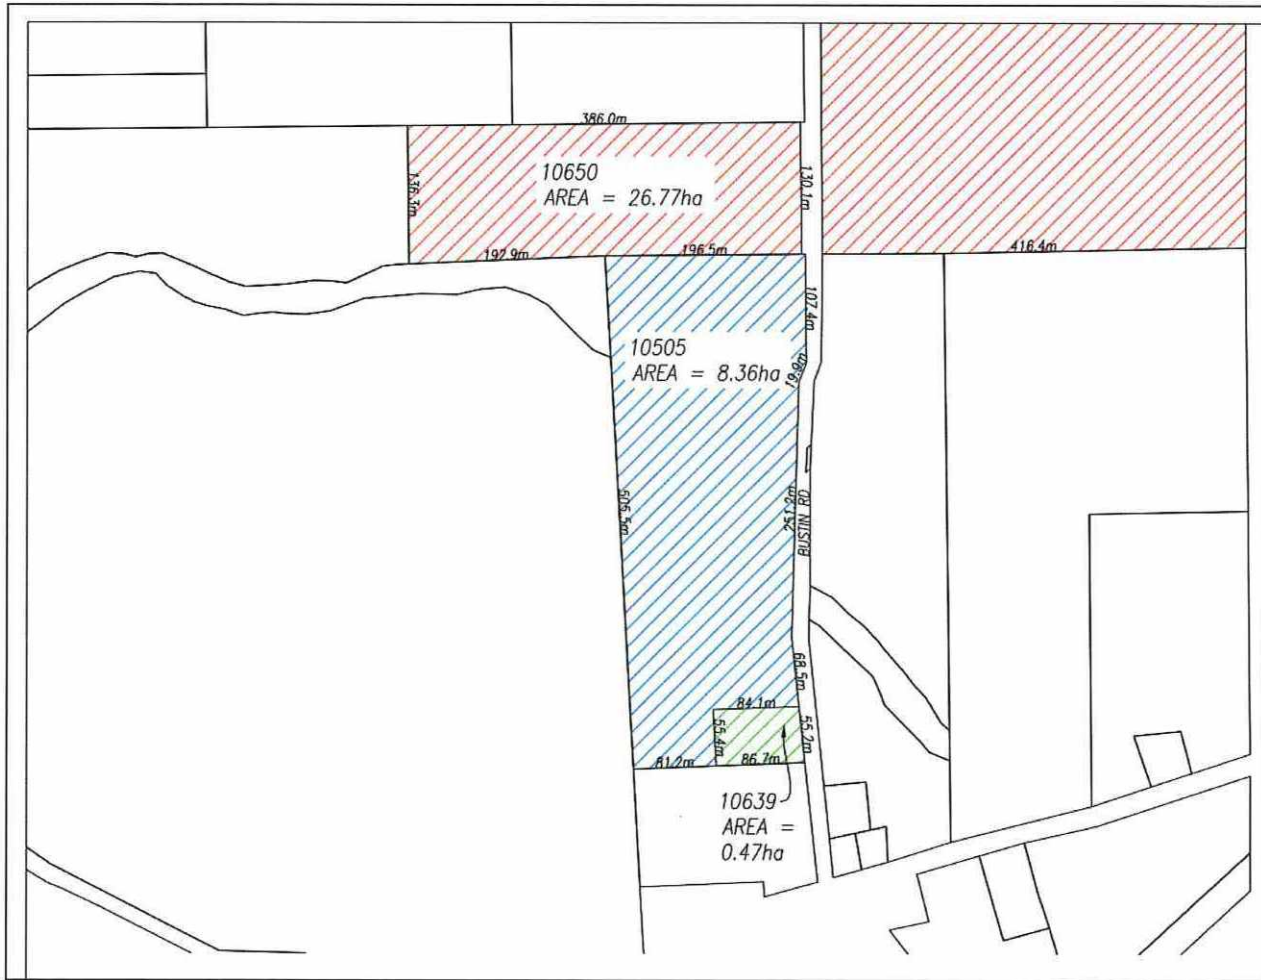 386.0m
10650
AREA = 26.77ha
136.3m
130.1m
192.9m
196.5m
416.4m
107.4m
10505
AREA = 8.36ha
19.9m
505.5m
251.2m
BUSTIN RD
68.5m
84.1m
55.4m
55.2m
81.2m
86.7m
10639
AREA =
0.47ha